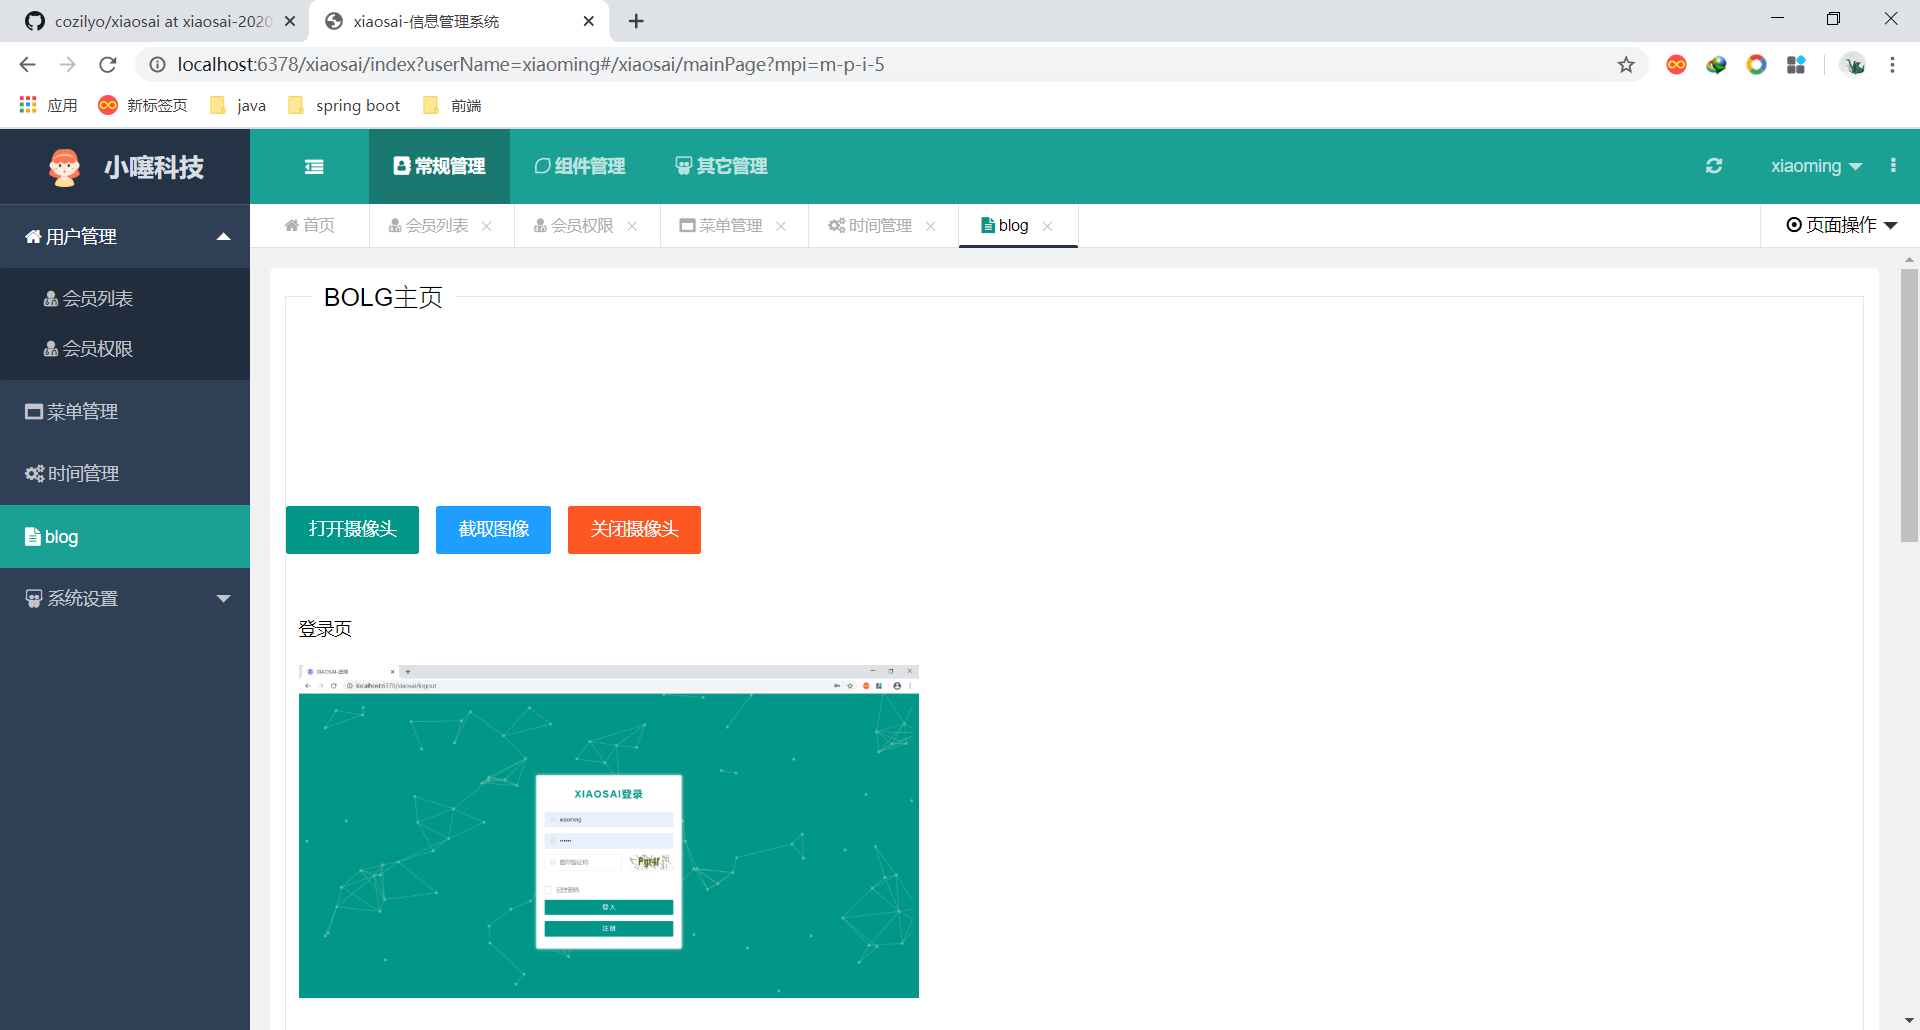 cozilyo/xiaosai at xiaosai-2020
xiaosai-信息管理系统
localhost:6378/xiaosai/index?userName=xiaoming#/xiaosai/mainPage?mpi=m-p-i-5
应用 新标签页 java spring boot 前端
小噻科技
常规管理 组件管理 其它管理 xiaoming
首页 会员列表 会员权限 菜单管理 时间管理 blog 页面操作
用户管理
会员列表
会员权限
菜单管理
时间管理
blog
系统设置
BOLG主页
打开摄像头 截取图像 关闭摄像头
登录页
localhost:6378/xiaosai/logout
XIAOSAI登录
xiaoming
图形验证码 Pgr4f
记住密码
登 入
注 册